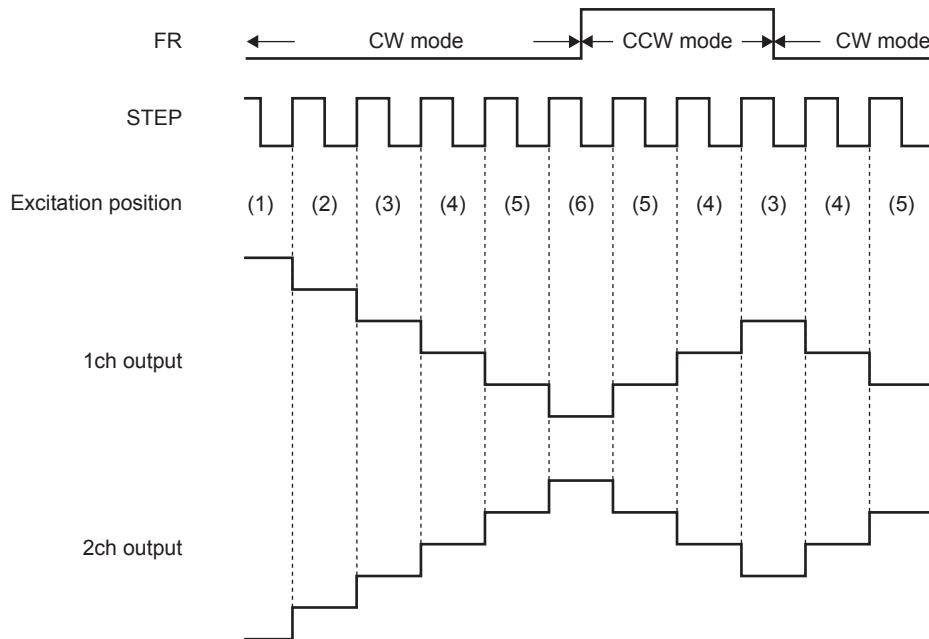 FR CW mode CCW mode CW mode
STEP
Excitation position (1) (2) (3) (4) (5) (6) (5) (4) (3) (4) (5)
1ch output
2ch output